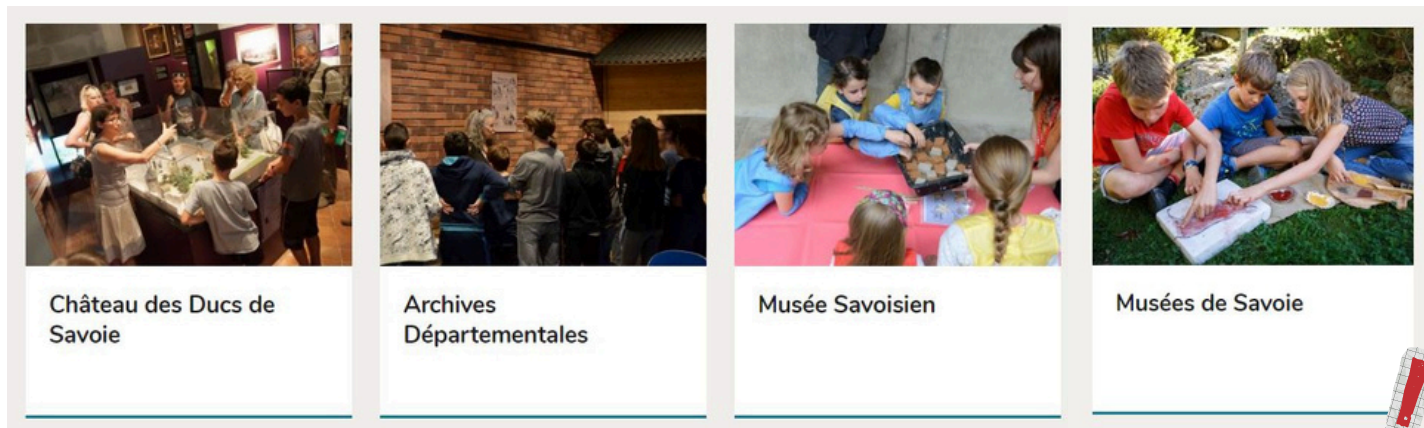 Château des Ducs de
Savoie
Archives
Départementales
Musée Savoisien
Musées de Savoie